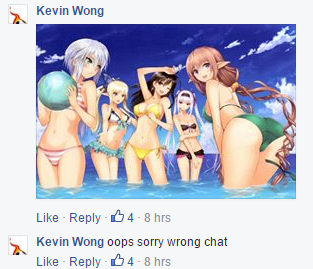 Kevin Wong
Like · Reply · 4 · 8 hrs
Kevin Wong oops sorry wrong chat
Like · Reply · 4 · 8 hrs